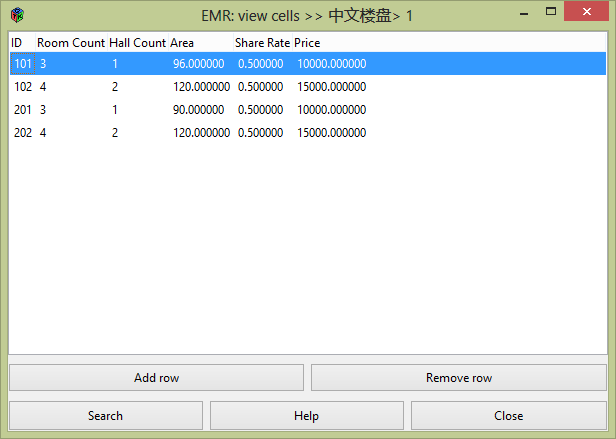 EMR: view cells >> 中文楼盘> 1
ID Room Count Hall Count Area Share Rate Price
101 3 1 96.000000 0.500000 10000.000000
102 4 2 120.000000 0.500000 15000.000000
201 3 1 90.000000 0.500000 10000.000000
202 4 2 120.000000 0.500000 15000.000000
Add row Remove row
Search Help Close